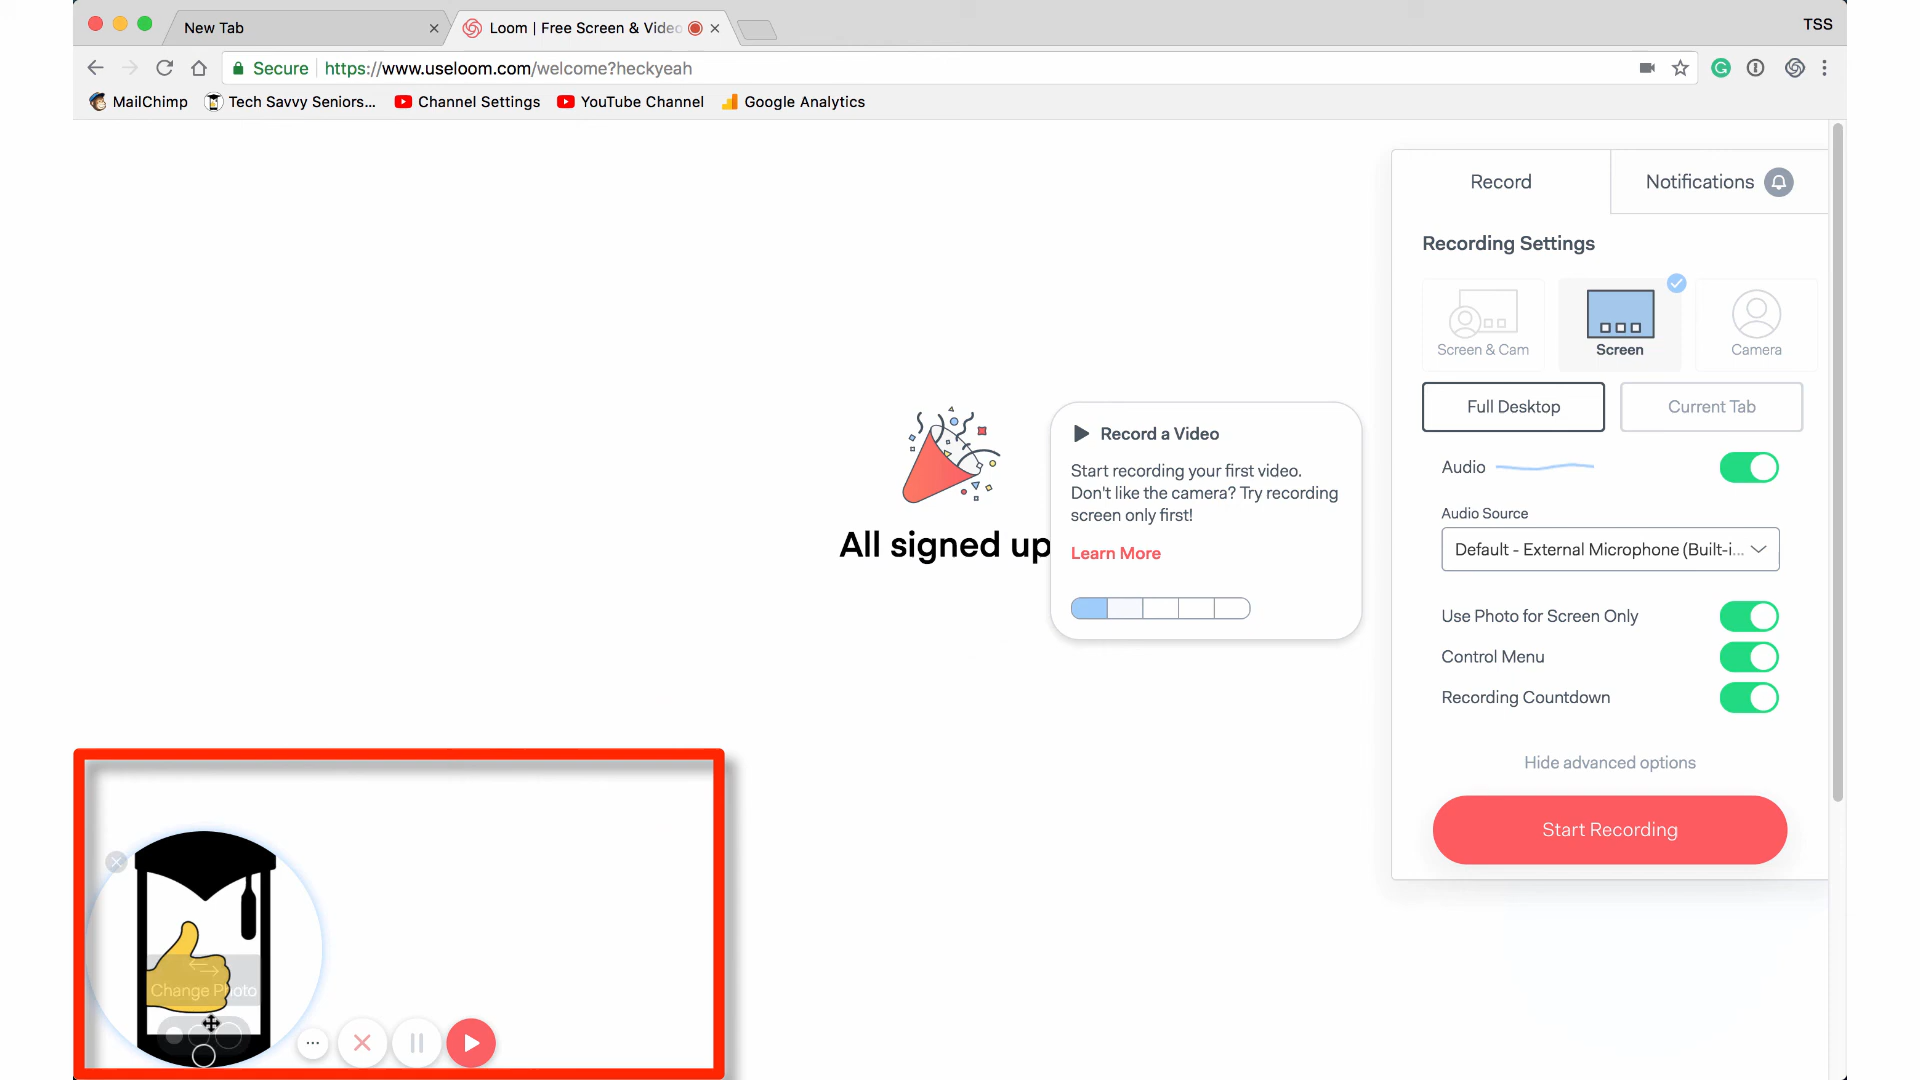 New Tab
Loom | Free Screen & Video
TSS
Secure
https://www.useloom.com/welcome?heckyeah
MailChimp
Tech Savvy Seniors...
Channel Settings
YouTube Channel
Google Analytics
Record
Notifications
Recording Settings
Screen & Cam
Screen
Camera
Full Desktop
Current Tab
Audio
Audio Source
Default - External Microphone (Built-i...
Use Photo for Screen Only
Control Menu
Recording Countdown
Hide advanced options
Start Recording
All signed up
Record a Video
Start recording your first video.
Don't like the camera? Try recording
screen only first!
Learn More
Change Photo